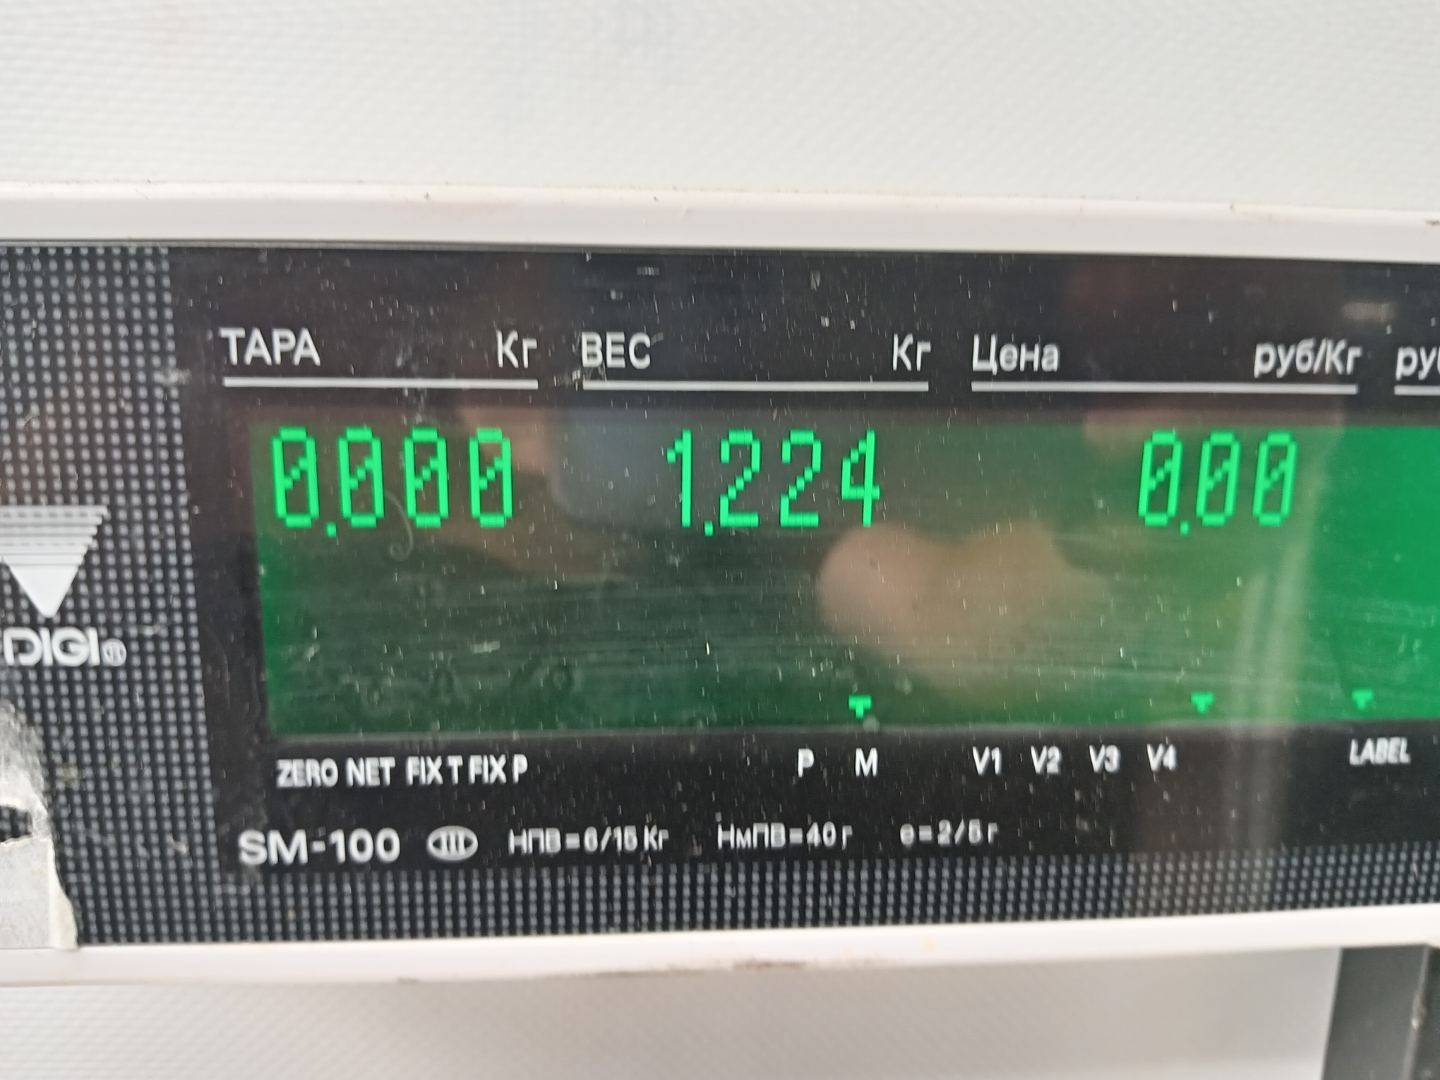 ТАРА Кг ВЕС Кг Цена руб/Кг
0.000 1.224 0.00
DIGI®
ZERO NET FIX T FIX P P M V1 V2 V3 V4 LABEL
SM-100 III НПВ=6/15 Кг НмПВ=40 г e=2/5 г